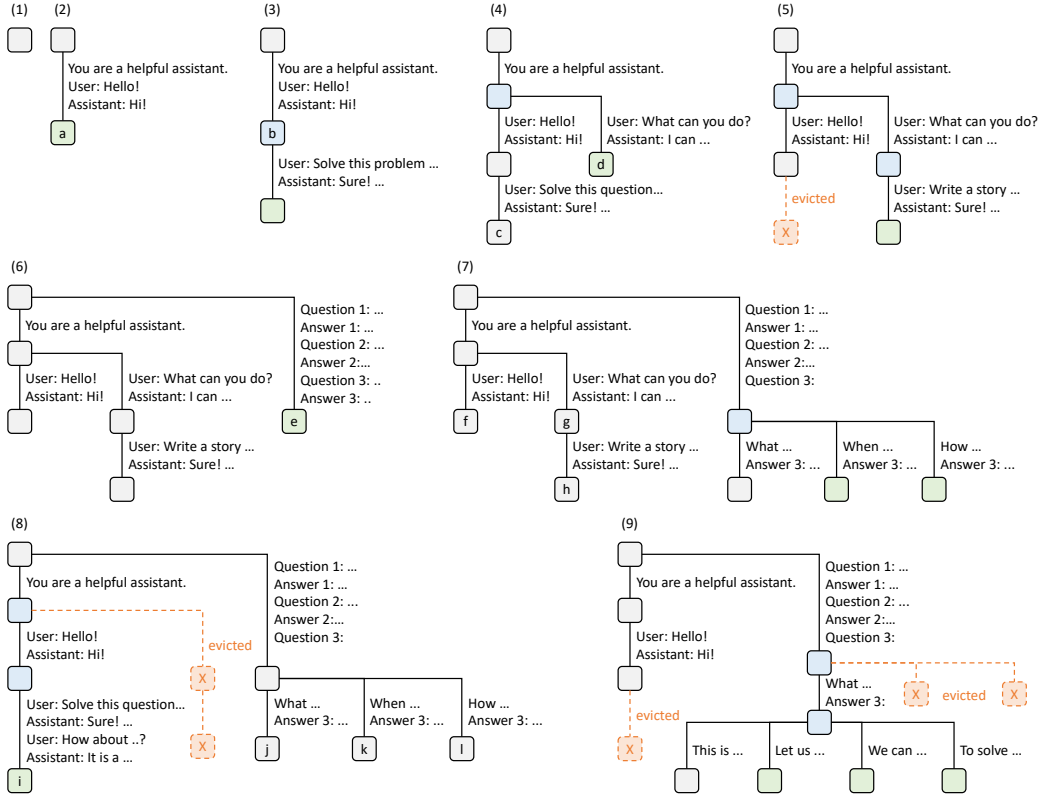 (1)
(2)
You are a helpful assistant.
User: Hello!
Assistant: Hi!
a
(3)
You are a helpful assistant.
User: Hello!
Assistant: Hi!
b
User: Solve this problem ...
Assistant: Sure! ...
(4)
You are a helpful assistant.
User: Hello!
Assistant: Hi!
User: What can you do?
Assistant: I can ...
d
User: Solve this question...
Assistant: Sure! ...
c
(5)
You are a helpful assistant.
User: Hello!
Assistant: Hi!
User: What can you do?
Assistant: I can ...
evicted
X
User: Write a story ...
Assistant: Sure! ...
(6)
You are a helpful assistant.
User: Hello!
Assistant: Hi!
User: What can you do?
Assistant: I can ...
User: Write a story ...
Assistant: Sure! ...
Question 1: ...
Answer 1: ...
Question 2: ...
Answer 2:...
Question 3: ..
Answer 3: ..
e
(7)
You are a helpful assistant.
User: Hello!
Assistant: Hi!
f
User: What can you do?
Assistant: I can ...
g
User: Write a story ...
Assistant: Sure! ...
h
Question 1: ...
Answer 1: ...
Question 2: ...
Answer 2:...
Question 3:
What ...
Answer 3: ...
When ...
Answer 3: ...
How ...
Answer 3: ...
(8)
You are a helpful assistant.
User: Hello!
Assistant: Hi!
evicted
X
X
User: Solve this question...
Assistant: Sure! ...
User: How about ..?
Assistant: It is a ...
i
Question 1: ...
Answer 1: ...
Question 2: ...
Answer 2:...
Question 3:
What ...
Answer 3: ...
When ...
Answer 3: ...
How ...
Answer 3: ...
j
k
l
(9)
You are a helpful assistant.
User: Hello!
Assistant: Hi!
evicted
X
Question 1: ...
Answer 1: ...
Question 2: ...
Answer 2:...
Question 3:
What ...
Answer 3:
X
evicted
X
This is ...
Let us ...
We can ...
To solve ...